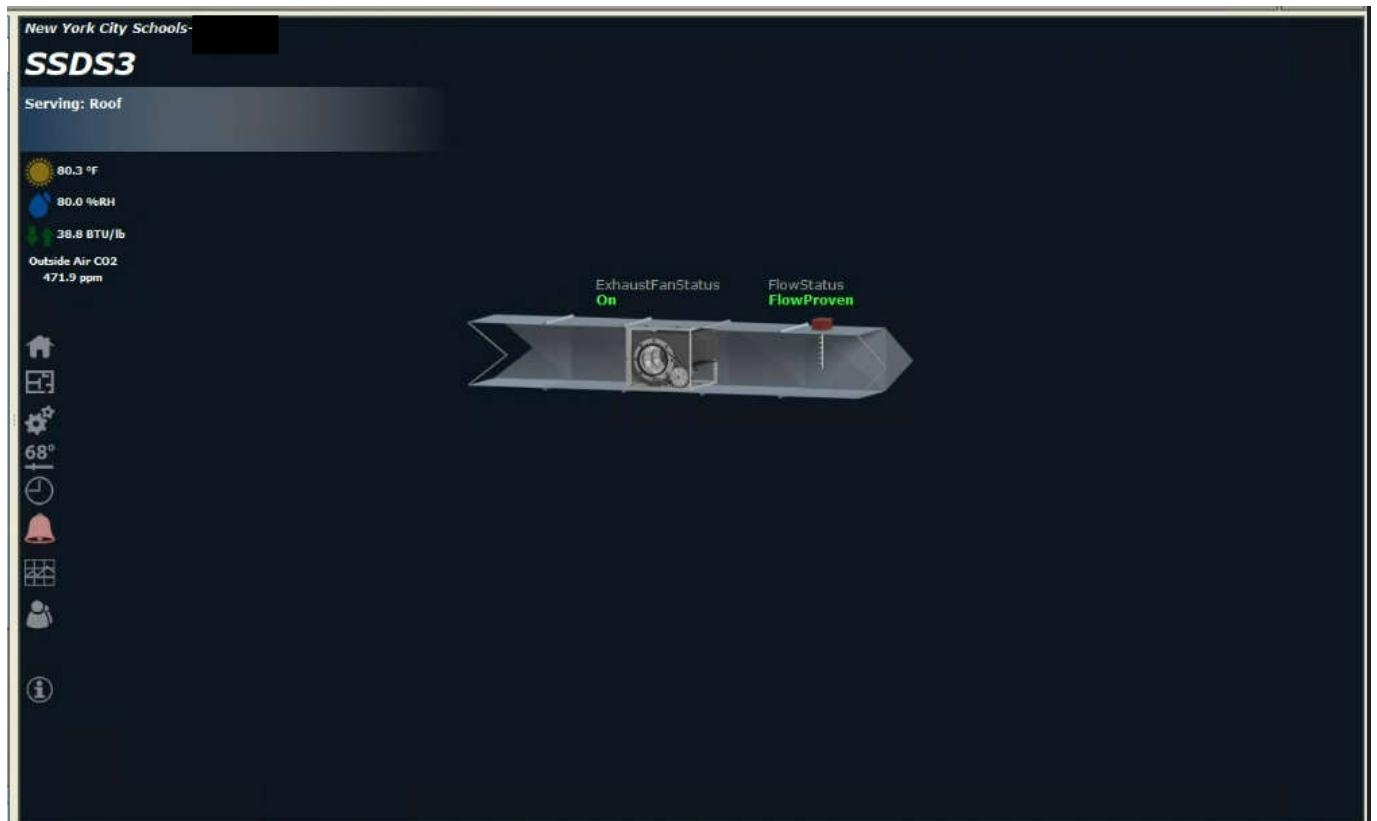 New York City Schools-
SSDS3
Serving: Roof
80.3 °F
80.0 %RH
38.8 BTU/lb
Outside Air CO2
471.9 ppm
ExhaustFanStatus
On
FlowStatus
FlowProven
68°